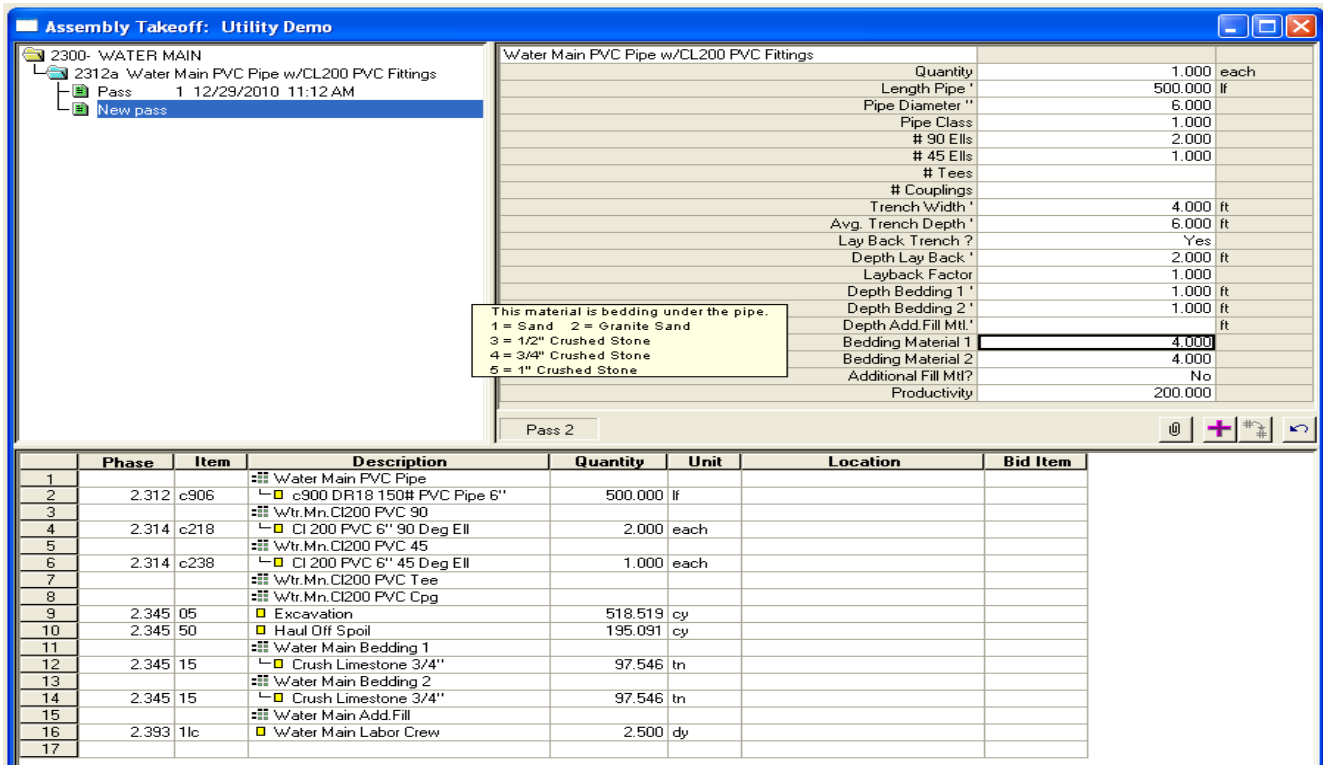 Assembly Takeoff: Utility Demo
2300- WATER MAIN
2312a Water Main PVC Pipe w/CL200 PVC Fittings
Pass 1 12/29/2010 11:12 AM
New pass
Water Main PVC Pipe w/CL200 PVC Fittings
Quantity 1.000 each
Length Pipe ' 500.000 lf
Pipe Diameter '' 6.000
Pipe Class 1.000
# 90 Ells 2.000
# 45 Ells 1.000
# Tees
# Couplings
Trench Width ' 4.000 ft
Avg. Trench Depth ' 6.000 ft
Lay Back Trench ? Yes
Depth Lay Back ' 2.000 ft
Layback Factor 1.000
Depth Bedding 1 ' 1.000 ft
Depth Bedding 2 ' 1.000 ft
Depth Add.Fill Mtl.' ft
Bedding Material 1 4.000
Bedding Material 2 4.000
Additional Fill Mtl? No
Productivity 200.000
This material is bedding under the pipe.
1 = Sand 2 = Granite Sand
3 = 1/2" Crushed Stone
4 = 3/4" Crushed Stone
5 = 1" Crushed Stone
Pass 2
Phase Item Description Quantity Unit Location Bid Item
1 Water Main PVC Pipe
2 2.312 c906 c900 DR18 150# PVC Pipe 6'' 500.000 lf
3 Wtr.Mn.Cl200 PVC 90
4 2.314 c218 Cl 200 PVC 6'' 90 Deg Ell 2.000 each
5 Wtr.Mn.Cl200 PVC 45
6 2.314 c238 Cl 200 PVC 6'' 45 Deg Ell 1.000 each
7 Wtr.Mn.Cl200 PVC Tee
8 Wtr.Mn.Cl200 PVC Cpg
9 2.345 05 Excavation 518.519 cy
10 2.345 50 Haul Off Spoil 195.091 cy
11 Water Main Bedding 1
12 2.345 15 Crush Limestone 3/4'' 97.546 tn
13 Water Main Bedding 2
14 2.345 15 Crush Limestone 3/4'' 97.546 tn
15 Water Main Add.Fill
16 2.393 1lc Water Main Labor Crew 2.500 dy
17